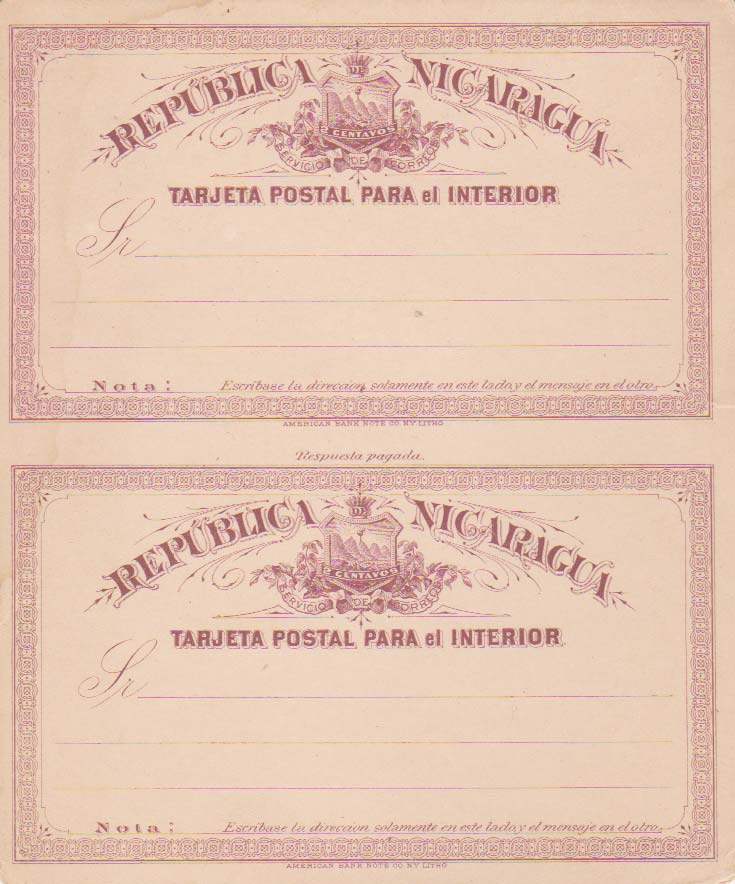 REPÚBLICA DE NICARAGUA
2 CENTAVOS
SERVICIO DE CORREOS
TARJETA POSTAL PARA el INTERIOR
Sr
Nota: Escribase la direccion solamente en este lado, y el mensaje en el otro.
AMERICAN BANK NOTE CO NY. LITHO
Respuesta pagada.
REPÚBLICA DE NICARAGUA
2 CENTAVOS
SERVICIO DE CORREOS
TARJETA POSTAL PARA el INTERIOR
Sr
Nota: Escribase la direccion solamente en este lado, y el mensaje en el otro.
AMERICAN BANK NOTE CO NY LITHO